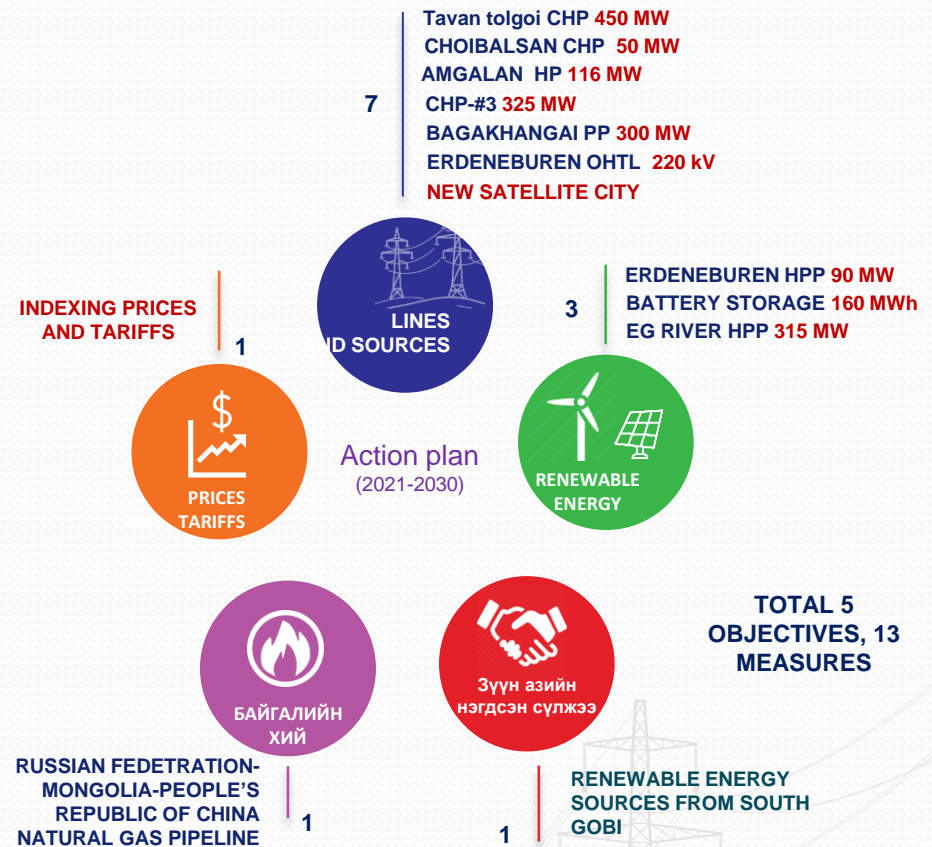 Tavan tolgoi CHP 450 MW
CHOIBALSAN CHP 50 MW
AMGALAN HP 116 MW
CHP-#3 325 MW
BAGAKHANGAI PP 300 MW
ERDENEBUREN OHTL 220 kV
NEW SATELLITE CITY
7
LINES
ND SOURCES
ERDENEBUREN HPP 90 MW
BATTERY STORAGE 160 MWh
EG RIVER HPP 315 MW
3
RENEWABLE
ENERGY
INDEXING PRICES
AND TARIFFS
1
$
PRICES
TARIFFS
Action plan
(2021-2030)
TOTAL 5
OBJECTIVES, 13
MEASURES
БАЙГАЛИЙН
ХИЙ
RUSSIAN FEDETRATION-
MONGOLIA-PEOPLE'S
REPUBLIC OF CHINA
NATURAL GAS PIPELINE
1
Зүүн азийн
нэгдсэн сүлжээ
RENEWABLE ENERGY
SOURCES FROM SOUTH
GOBI
1